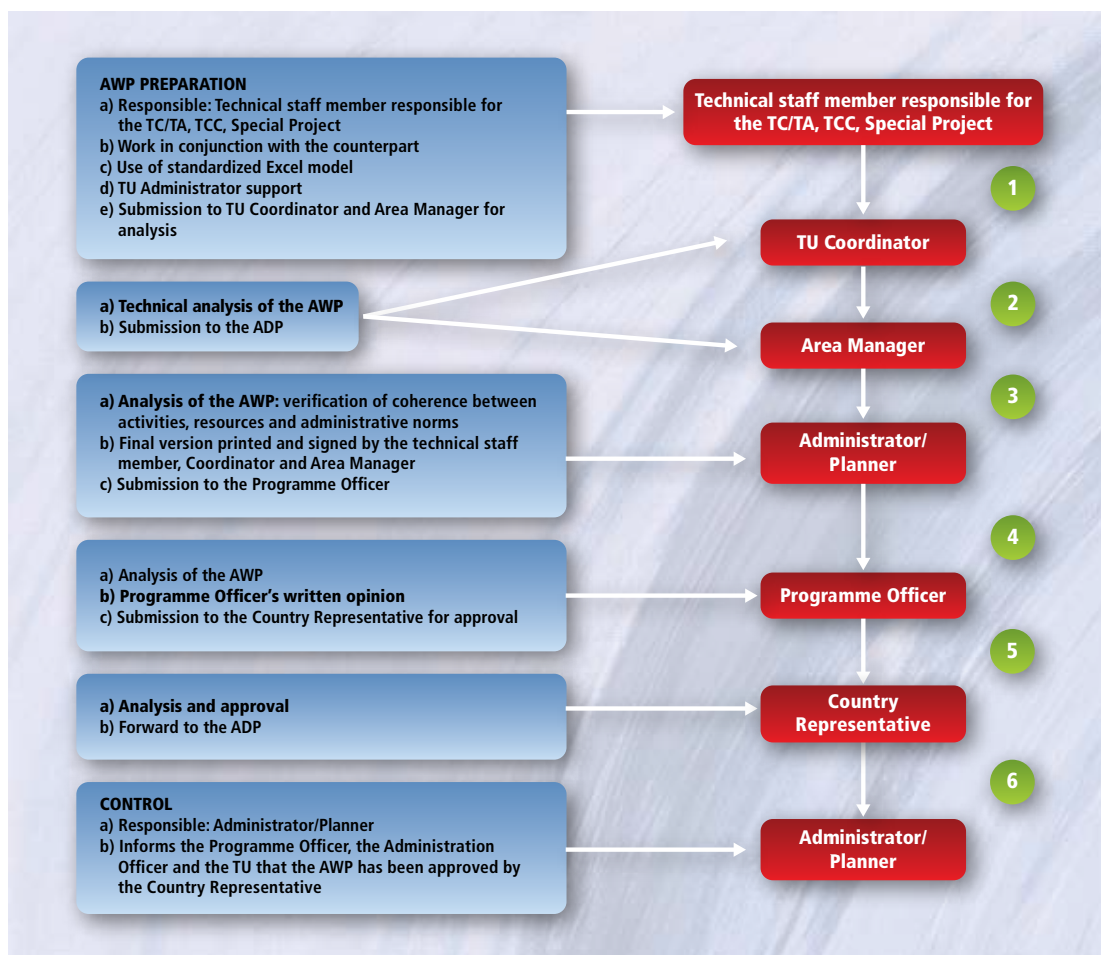 AWP PREPARATION
a) Responsible: Technical staff member responsible for
the TC/TA, TCC, Special Project
b) Work in conjunction with the counterpart
c) Use of standardized Excel model
d) TU Administrator support
e) Submission to TU Coordinator and Area Manager for
analysis
Technical staff member responsible for
the TC/TA, TCC, Special Project
1
TU Coordinator
a) Technical analysis of the AWP
b) Submission to the ADP
2
Area Manager
3
a) Analysis of the AWP: verification of coherence between
activities, resources and administrative norms
b) Final version printed and signed by the technical staff
member, Coordinator and Area Manager
c) Submission to the Programme Officer
Administrator/
Planner
4
a) Analysis of the AWP
b) Programme Officer's written opinion
c) Submission to the Country Representative for approval
Programme Officer
5
a) Analysis and approval
b) Forward to the ADP
Country
Representative
6
CONTROL
a) Responsible: Administrator/Planner
b) Informs the Programme Officer, the Administration
Officer and the TU that the AWP has been approved by
the Country Representative
Administrator/
Planner